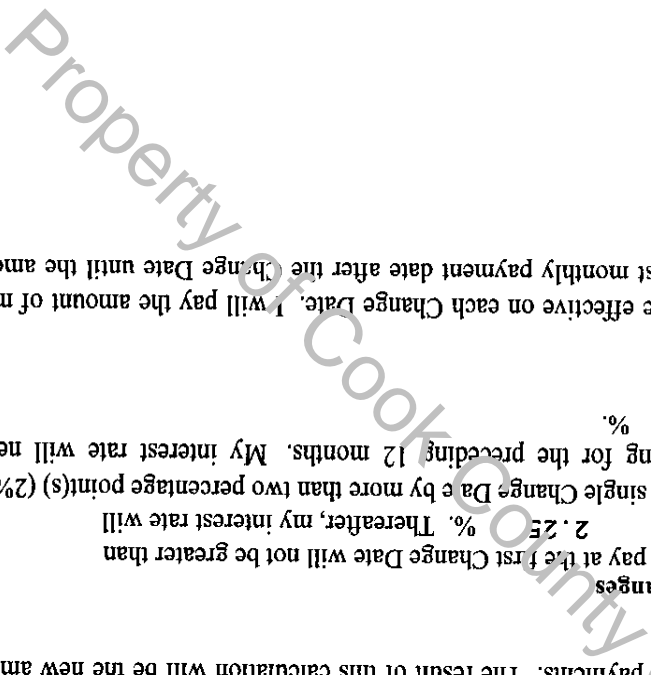 payments. The result of this calculation will be the new am
anges
pay at the first Change Date will not be greater than
2.25 %. Thereafter, my interest rate will
single Change Date by more than two percentage point(s) (2%
ng for the preceding 12 months. My interest rate will ne
%.
e effective on each Change Date. I will pay the amount of m
st monthly payment date after the Change Date until the amo
Property of Cook County